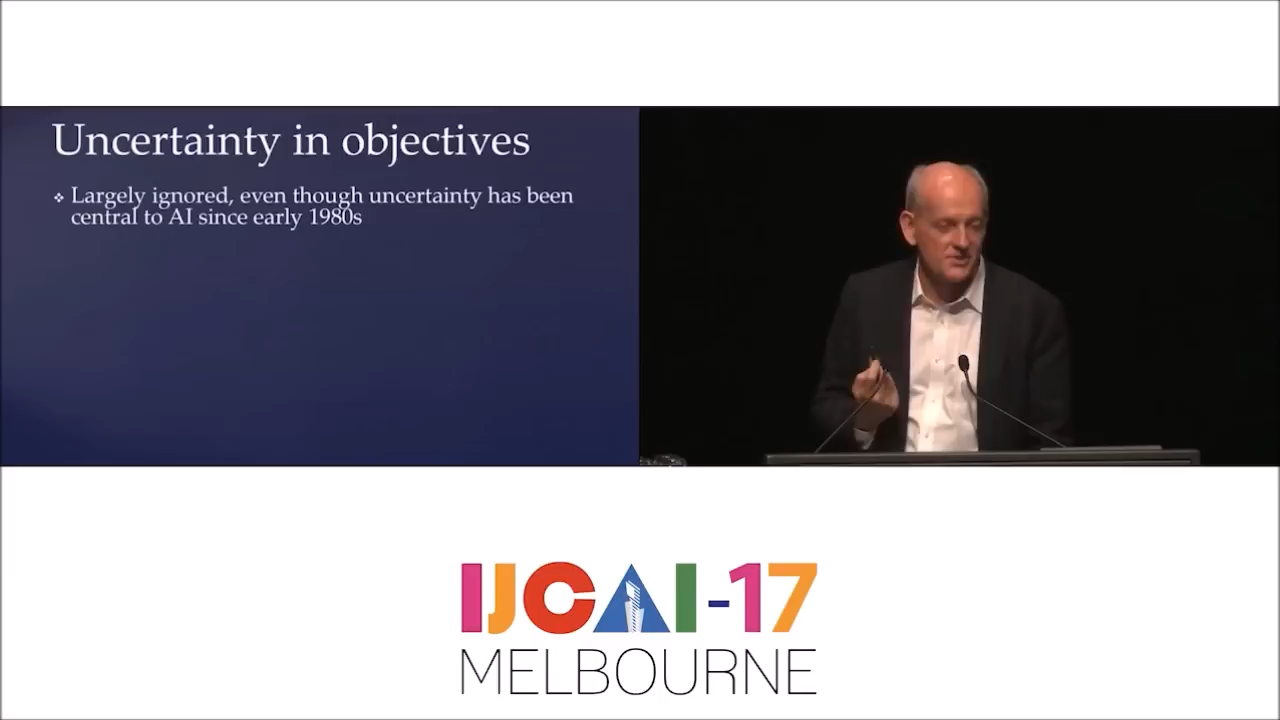 Uncertainty in objectives
❖ Largely ignored, even though uncertainty has been
central to AI since early 1980s
IJCAI-17
MELBOURNE